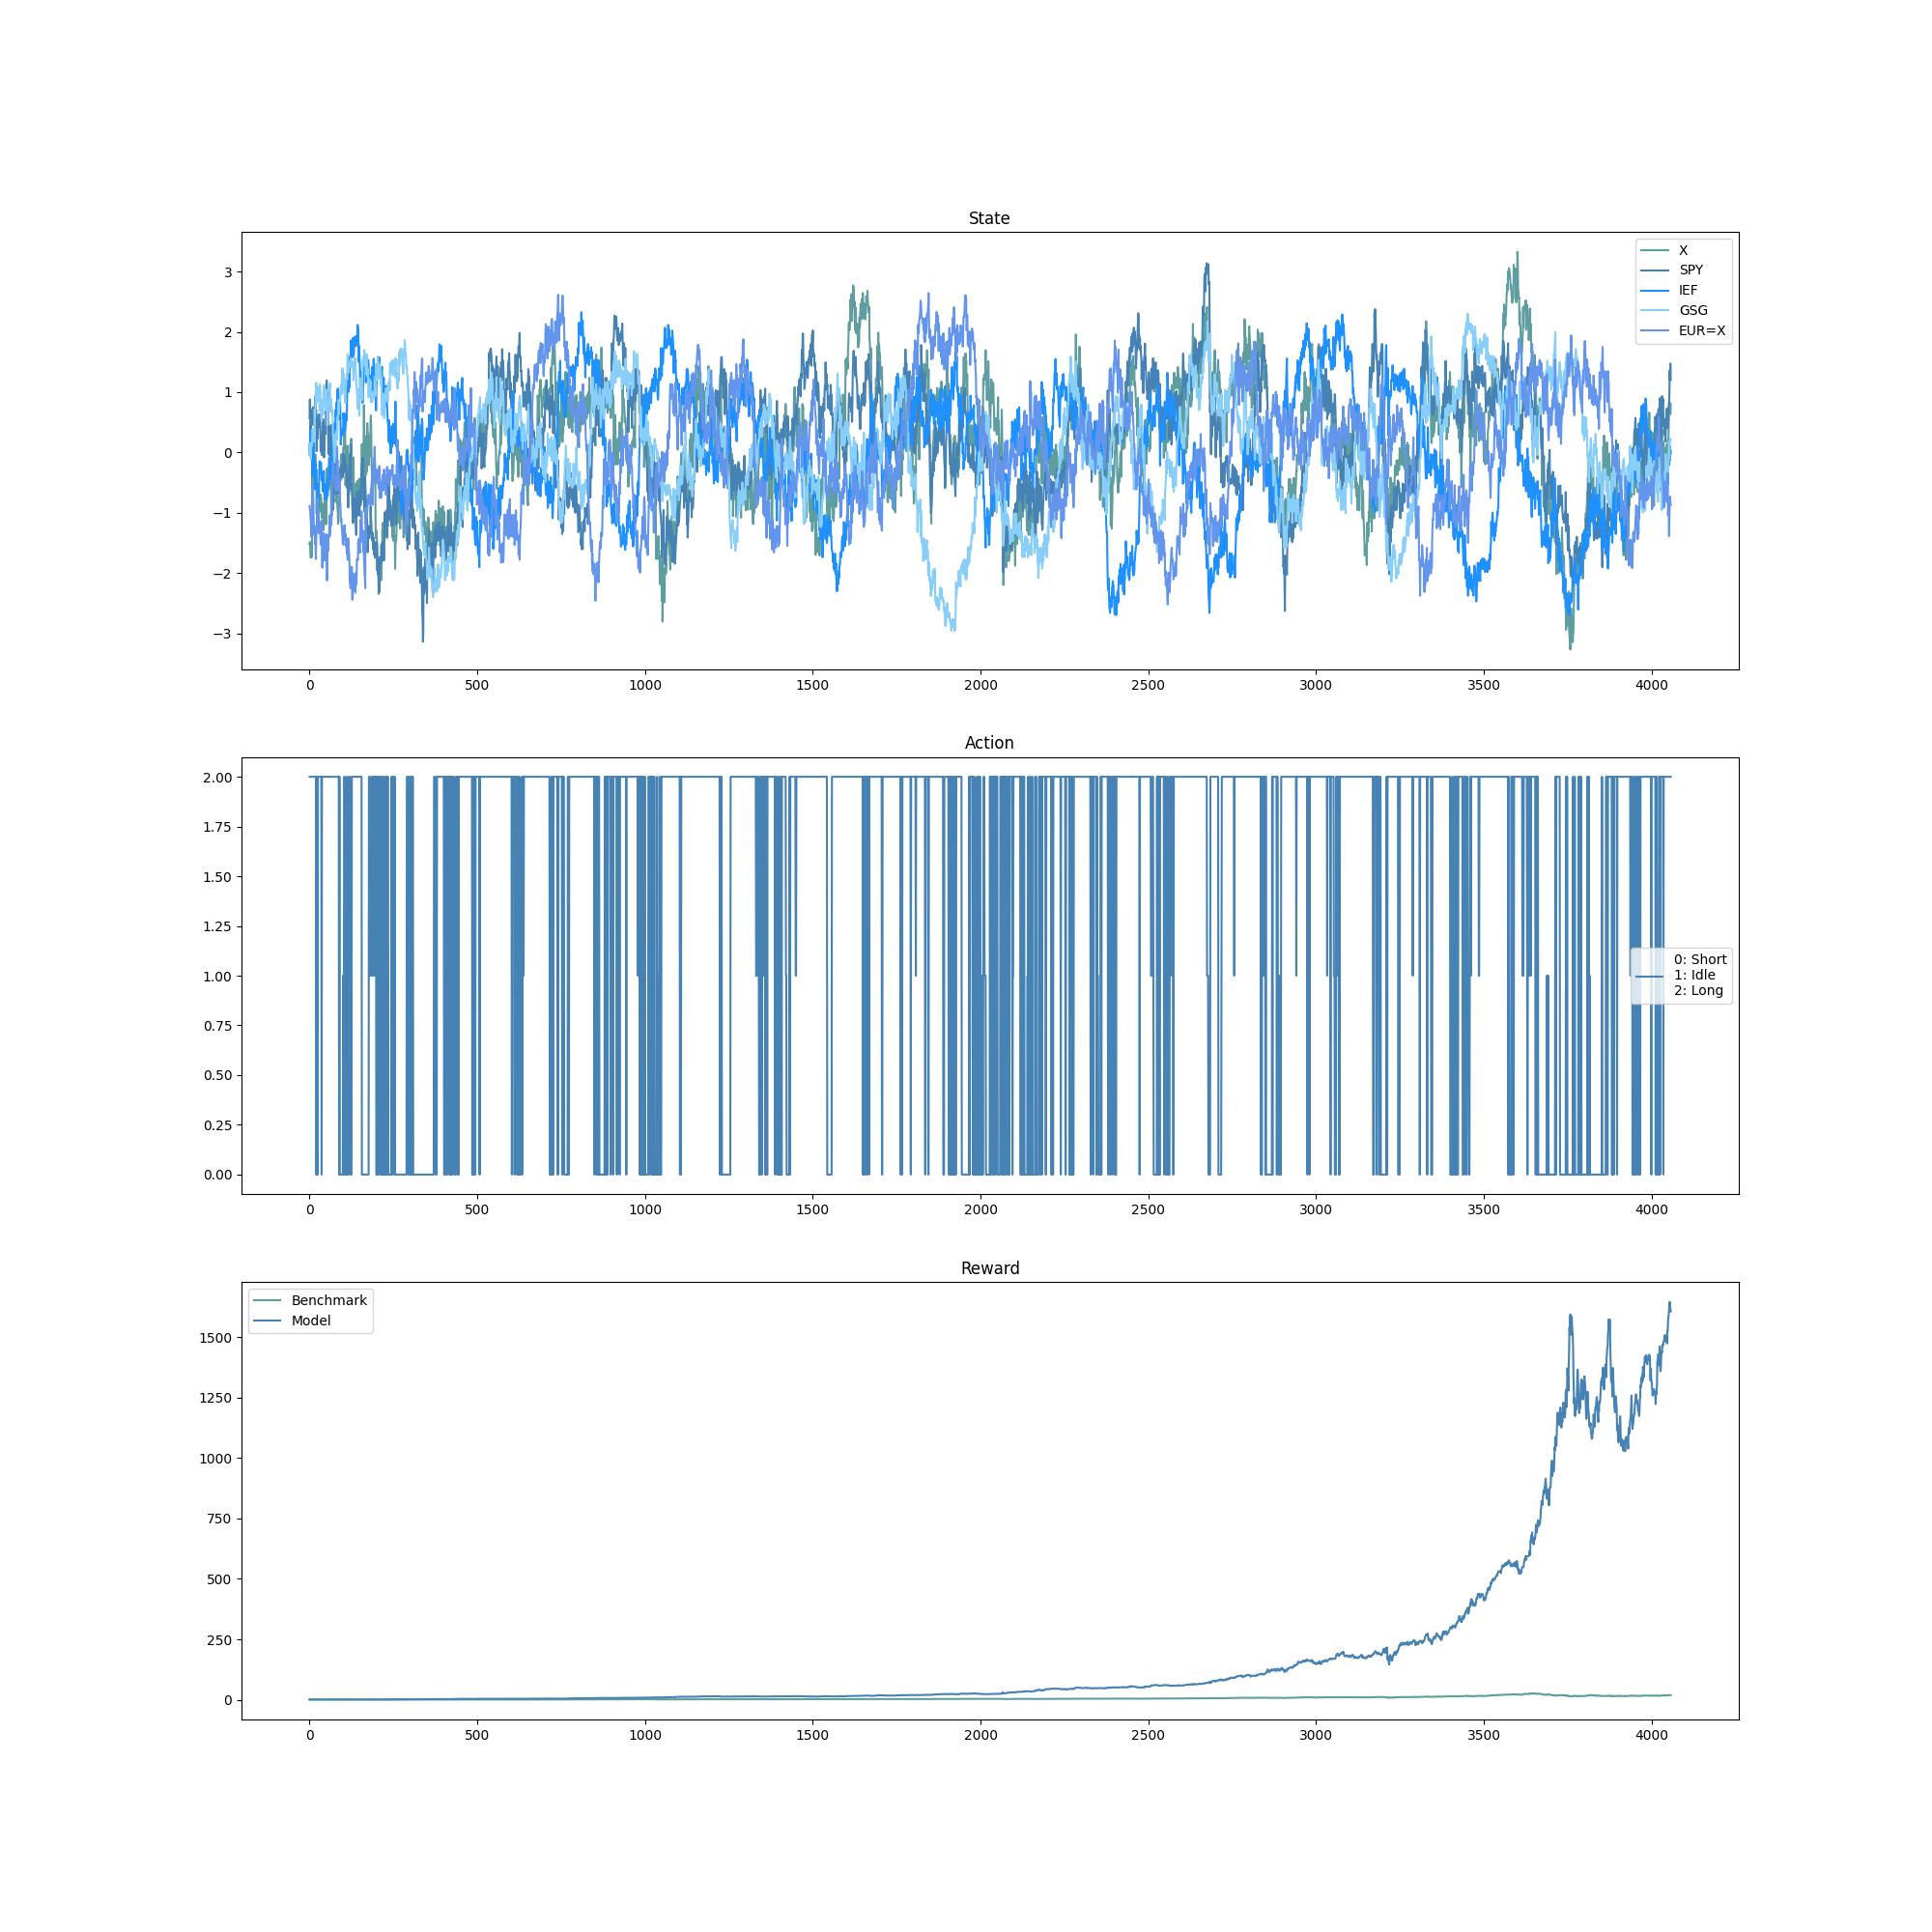 State
3
2
1
0
−1
−2
−3
X
SPY
IEF
GSG
EUR=X
0 500 1000 1500 2000 2500 3000 3500 4000
Action
2.00
1.75
1.50
1.25
1.00
0.75
0.50
0.25
0.00
0: Short
1: Idle
2: Long
0 500 1000 1500 2000 2500 3000 3500 4000
Reward
Benchmark
Model
1500
1250
1000
750
500
250
0
0 500 1000 1500 2000 2500 3000 3500 4000